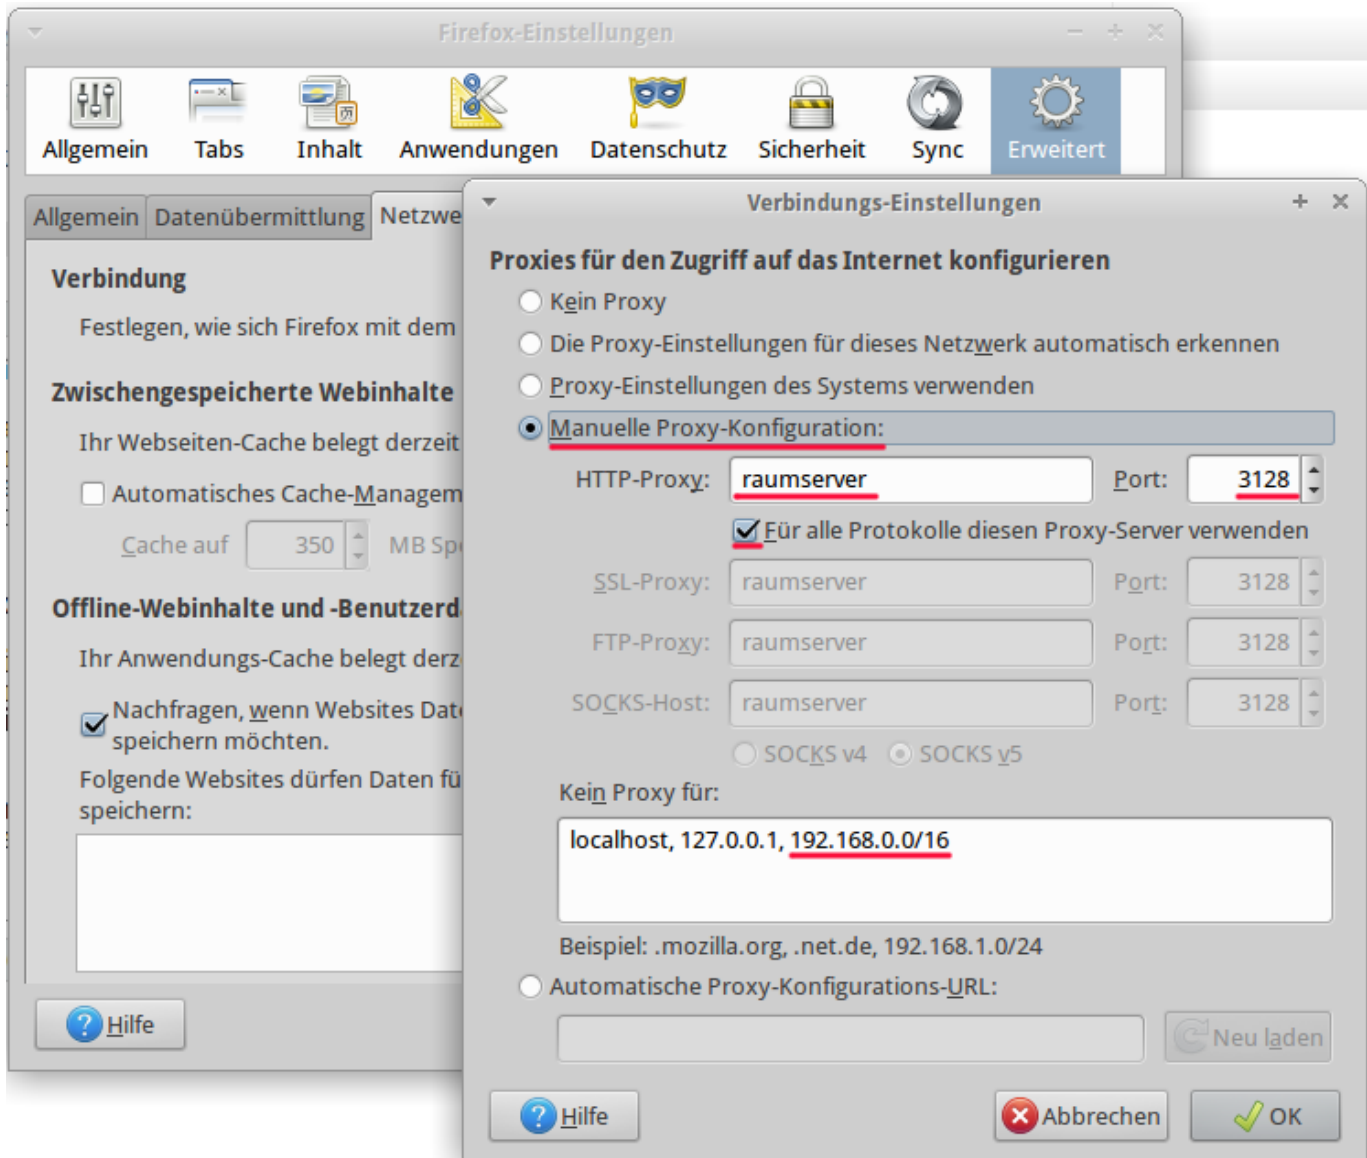 Firefox-Einstellungen
Allgemein
Tabs
Inhalt
Anwendungen
Datenschutz
Sicherheit
Sync
Erweitert
Allgemein
Datenübermittlung
Netzwe
Verbindung
Festlegen, wie sich Firefox mit dem
Zwischengespeicherte Webinhalte
Ihr Webseiten-Cache belegt derzeit
Automatisches Cache-Managem
Cache auf 350 MB Spe
Offline-Webinhalte und -Benutzerd
Ihr Anwendungs-Cache belegt derz
Nachfragen, wenn Websites Date
speichern möchten.
Folgende Websites dürfen Daten fü
speichern:
Hilfe
Verbindungs-Einstellungen
Proxies für den Zugriff auf das Internet konfigurieren
Kein Proxy
Die Proxy-Einstellungen für dieses Netzwerk automatisch erkennen
Proxy-Einstellungen des Systems verwenden
Manuelle Proxy-Konfiguration:
HTTP-Proxy: raumserver Port: 3128
Für alle Protokolle diesen Proxy-Server verwenden
SSL-Proxy: raumserver Port: 3128
FTP-Proxy: raumserver Port: 3128
SOCKS-Host: raumserver Port: 3128
SOCKS v4 SOCKS v5
Kein Proxy für:
localhost, 127.0.0.1, 192.168.0.0/16
Beispiel: .mozilla.org, .net.de, 192.168.1.0/24
Automatische Proxy-Konfigurations-URL:
Neu laden
Hilfe
Abbrechen
OK